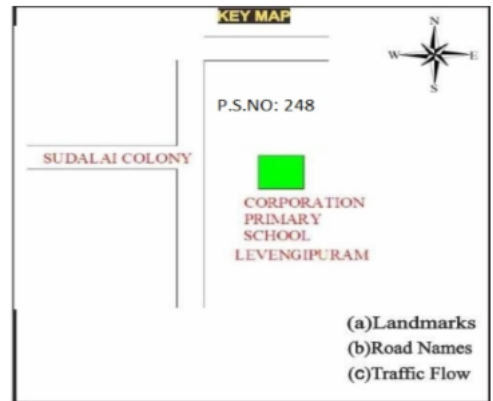 KEY MAP
N
W E
S
P.S.NO: 248
SUDALAI COLONY
CORPORATION
PRIMARY
SCHOOL
LEVENGIPURAM
(a)Landmarks
(b)Road Names
(c)Traffic Flow